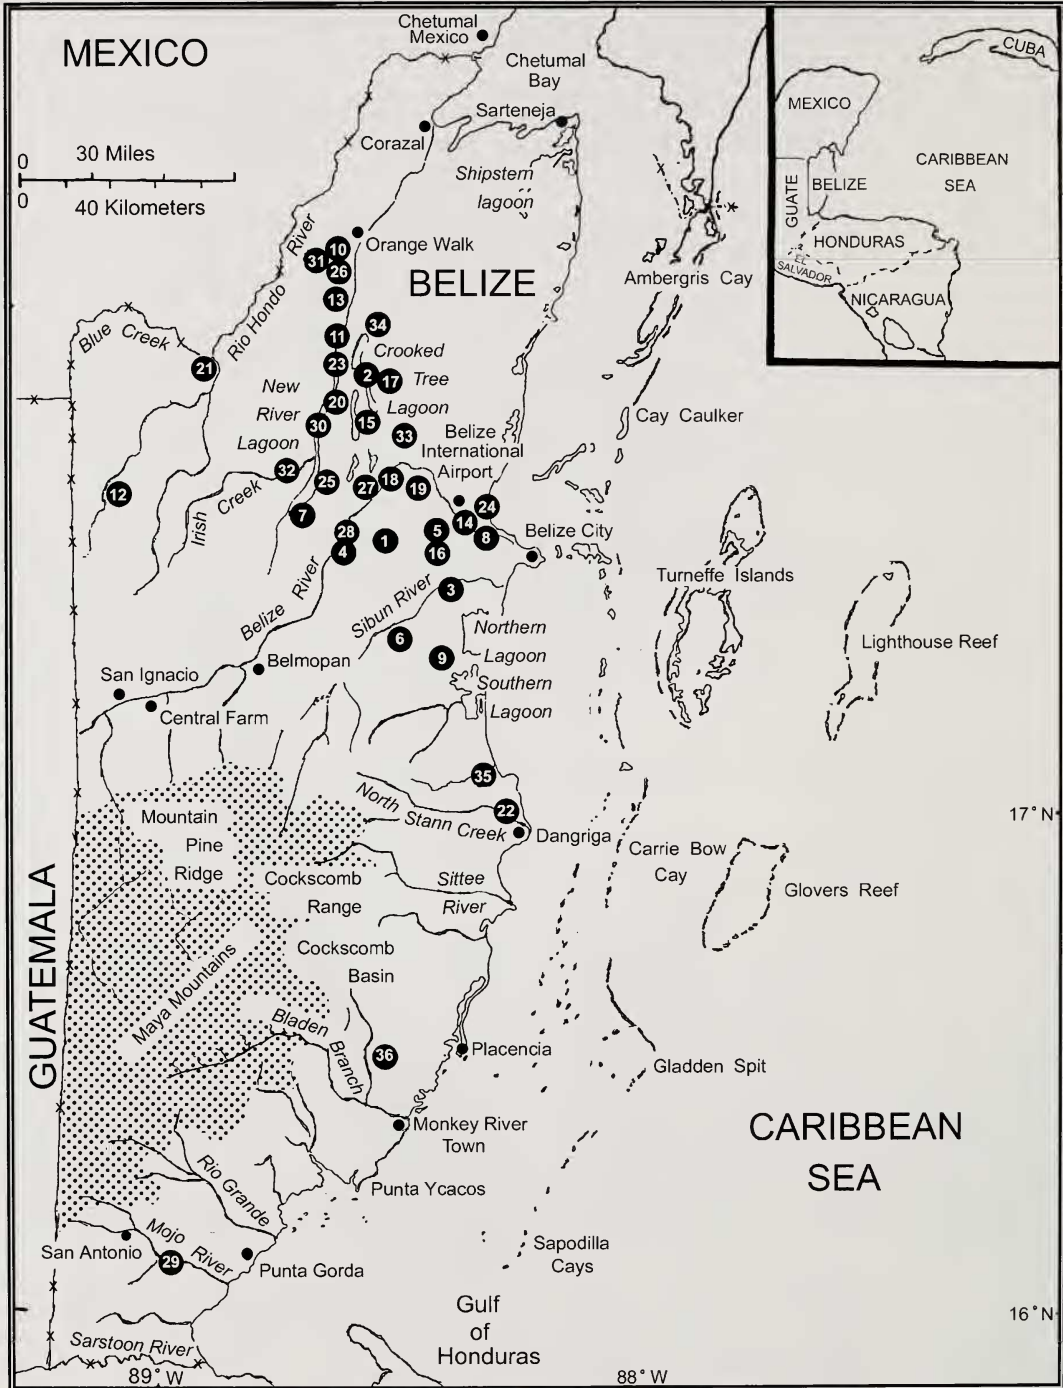 Chetumal
Mexico
MEXICO
Chetumal
Bay
Sarteneja
Corazal
0
30 Miles
0
40 Kilometers
Shipstern
lagoon
CUBA
MEXICO
CARIBBEAN
SEA
GUATE
BELIZE
HONDURAS
EL
SALVADOR
NICARAGUA
Orange Walk
10
31
26
BELIZE
Ambergris Cay
13
Rio Hondo River
Blue Creek
21
34
11
Crooked
23
2
17
Tree
New
20
Lagoon
River
30
15
Lagoon
33
Belize
International
Airport
Cay Caulker
32
12
25
27
18
19
Irish Creek
7
24
14
28
1
5
8
Belize City
4
16
Turneffe Islands
Belize River
Sibun River
3
6
9
Northern
Lagoon
Lighthouse Reef
San Ignacio
Belmopan
Southern
Lagoon
Central Farm
35
22
North
Stann Creek
Dangriga
17°N
Mountain
Pine
Ridge
Cockscomb
Range
Sittee
River
Carrie Bow
Cay
Glovers Reef
GUATEMALA
Maya Mountains
Cockscomb
Basin
Bladen
Branch
36
Placencia
Gladden Spit
Monkey River
Town
CARIBBEAN
SEA
Rio Grande
Punta Ycacos
San Antonio
Mojo
River
29
Punta Gorda
Sapodilla
Cays
Gulf
of
Honduras
16°N
Sarstoon River
89°W
88°W